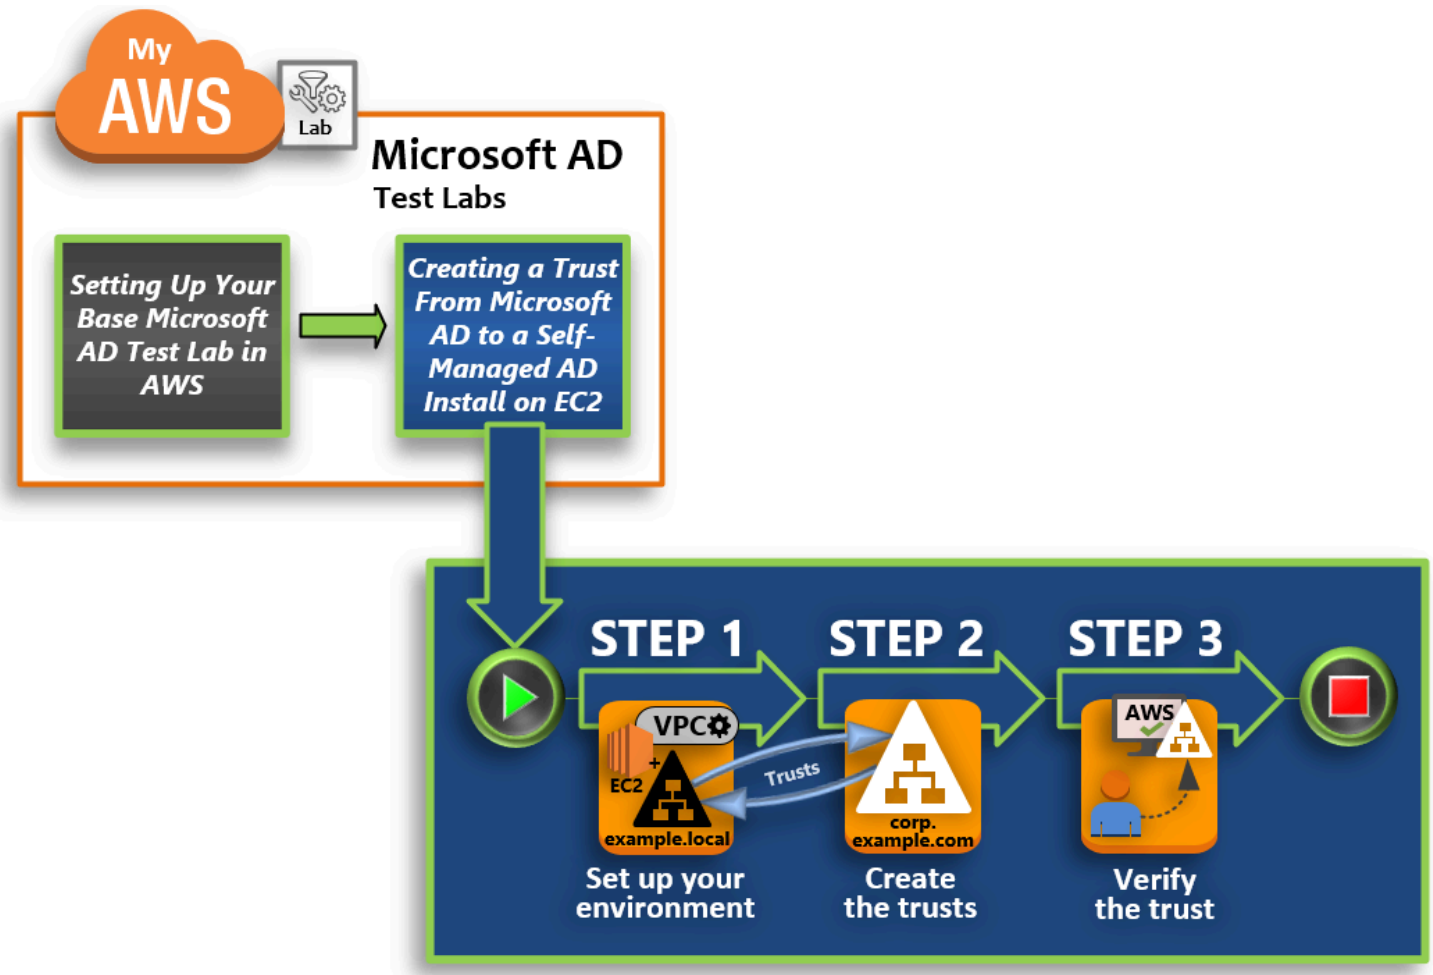 My
AWS
Lab
Microsoft AD
Test Labs
Setting Up Your
Base Microsoft
AD Test Lab in
AWS
Creating a Trust
From Microsoft
AD to a Self-
Managed AD
Install on EC2
STEP 1
STEP 2
STEP 3
VPC
EC2
+
example.local
Trusts
corp.
example.com
AWS
Set up your
environment
Create
the trusts
Verify
the trust